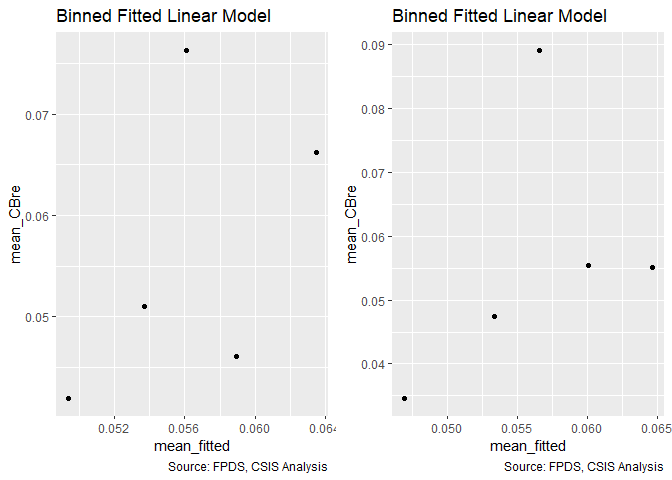 Binned Fitted Linear Model
mean_CBre
0.07
0.06
0.05
0.052
0.056
0.060
0.064
mean_fitted
Source: FPDS, CSIS Analysis
Binned Fitted Linear Model
mean_CBre
0.09
0.08
0.07
0.06
0.05
0.04
0.050
0.055
0.060
0.065
mean_fitted
Source: FPDS, CSIS Analysis